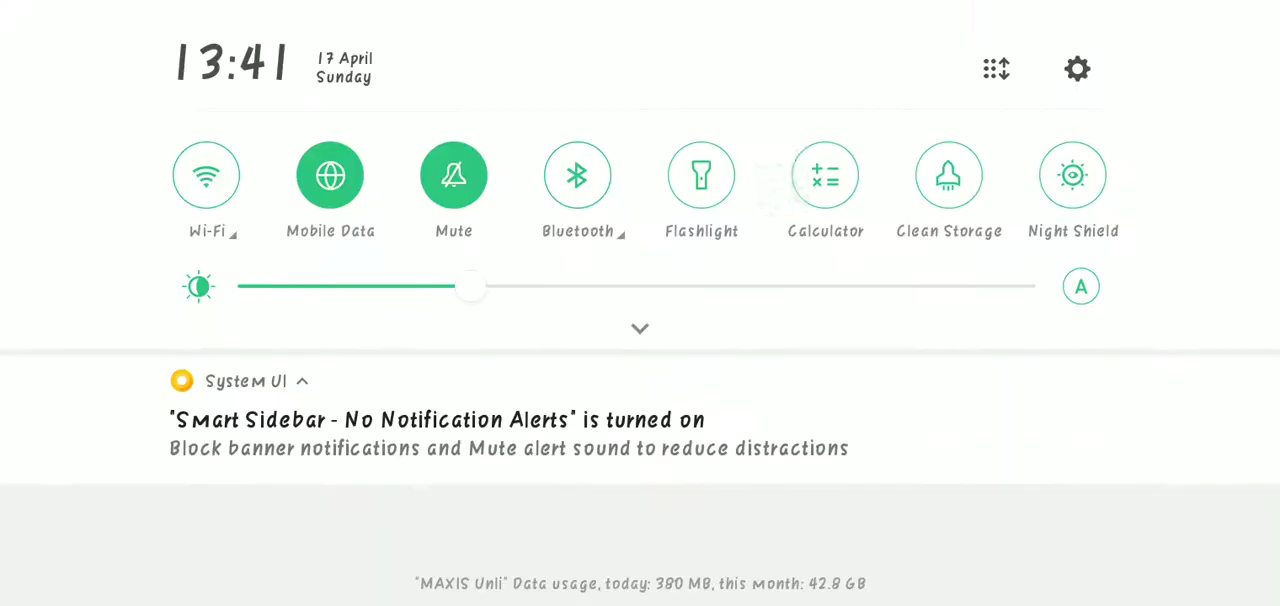 13:41
17 April
Sunday
Wi-Fi
Mobile Data
Mute
Bluetooth
Flashlight
Calculator
Clean Storage
Night Shield
A
System UI
"Smart Sidebar - No Notification Alerts" is turned on
Block banner notifications and Mute alert sound to reduce distractions
"MAXIS Unli" Data usage, today: 380 MB, this month: 42.8 GB